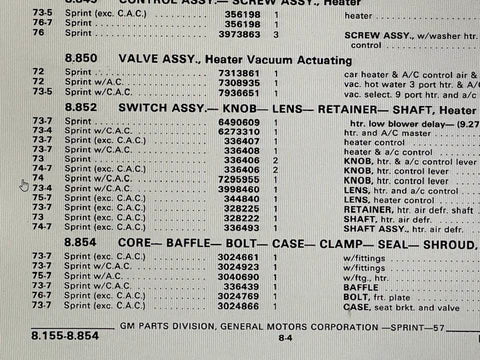 8.849 CONTROL ASSY.— SCREW ASSY., Heater
73-5 Sprint (exc. C.A.C.) 356198 1 heater
76-7 Sprint 356198 1
76 Sprint 3973863 3 SCREW ASSY., w/washer htr.
control
8.850 VALVE ASSY., Heater Vacuum Actuating
72 Sprint 7313861 1 car heater & A/C control air &
72 Sprint w/A.C. 7308935 1 vac. hot water 3 port htr. & A/
73-5 Sprint w/C.A.C. 7936651 1 vac. select. 9 port htr. and a/c
8.852 SWITCH ASSY.— KNOB— LENS— RETAINER— SHAFT, Heater
73-7 Sprint 6490609 1 htr. low blower delay— (9.27
73-4 Sprint w/C.A.C. 6273310 1 htr. and A/C master
73-7 Sprint (exc. C.A.C.) 336407 1 heater control
73-7 Sprint w/C.A.C. 336408 1 heater & a/c control
73 Sprint 336406 2 KNOB, htr. & a/c control lever
74-7 Sprint (exc. C.A.C.) 336406 2 KNOB, htr. control lever
74 Sprint w/C.A.C. 7295955 1 KNOB, htr. control lever
73-4 Sprint w/C.A.C. 3998460 1 LENS, htr. and a/c control
75-7 Sprint (exc. C.A.C.) 344840 1 LENS, heater control
73-7 Sprint (exc. C.A.C.) 328225 1 RETAINER, htr. air defr. shaft
73 Sprint (exc. C.A.C.) 328222 1 SHAFT, htr. air defr.
74-7 Sprint (exc. C.A.C.) 336493 1 SHAFT ASSY., htr. air defr.
8.854 CORE— BAFFLE— BOLT— CASE— CLAMP— SEAL— SHROUD,
73-7 Sprint (exc. C.A.C.) 3024661 1 w/fittings
73-7 Sprint w/C.A.C. 3024923 1 w/fittings
75-7 Sprint w/A.C. 3040690 1 w/ftg., htr.
73-7 Sprint w/C.A.C. 336439 1 BAFFLE
76-7 Sprint (exc. C.A.C.) 3024769 1 BOLT, frt. plate
73-7 Sprint (exc. C.A.C.) 3024866 1 CASE, seat brkt. and valve
GM PARTS DIVISION, GENERAL MOTORS CORPORATION —SPRINT—57
8.155-8.854 8-4